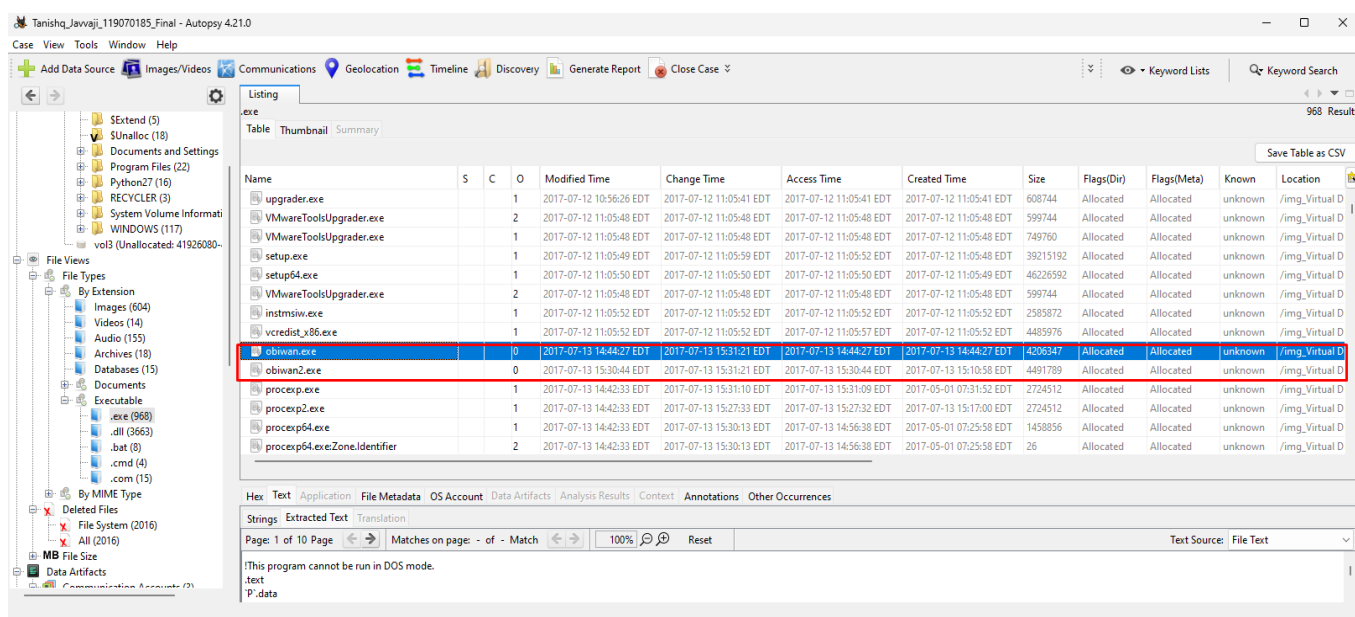 Tanishq_Javvaji_119070185_Final - Autopsy 4.21.0
Case View Tools Window Help
Add Data Source Images/Videos Communications Geolocation Timeline Discovery Generate Report Close Case Keyword Lists Keyword Search
Listing
.exe 968 Result
Table Thumbnail Summary
Save Table as CSV
$Extend (5)
$Unalloc (18)
Documents and Settings
Program Files (22)
Python27 (16)
RECYCLER (3)
System Volume Informati
WINDOWS (117)
vol3 (Unallocated: 41926080-
File Views
File Types
By Extension
Images (604)
Videos (14)
Audio (155)
Archives (18)
Databases (15)
Documents
Executable
.exe (968)
.dll (3663)
.bat (8)
.cmd (4)
.com (15)
By MIME Type
Deleted Files
File System (2016)
All (2016)
MB File Size
Data Artifacts
Communication Accounts (3)
Name S C O Modified Time Change Time Access Time Created Time Size Flags(Dir) Flags(Meta) Known Location
upgrader.exe 1 2017-07-12 10:56:26 EDT 2017-07-12 11:05:41 EDT 2017-07-12 11:05:41 EDT 2017-07-12 11:05:41 EDT 608744 Allocated Allocated unknown /img_Virtual D
VMwareToolsUpgrader.exe 2 2017-07-12 11:05:48 EDT 2017-07-12 11:05:48 EDT 2017-07-12 11:05:48 EDT 2017-07-12 11:05:48 EDT 599744 Allocated Allocated unknown /img_Virtual D
VMwareToolsUpgrader.exe 1 2017-07-12 11:05:48 EDT 2017-07-12 11:05:48 EDT 2017-07-12 11:05:48 EDT 2017-07-12 11:05:48 EDT 749760 Allocated Allocated unknown /img_Virtual D
setup.exe 1 2017-07-12 11:05:49 EDT 2017-07-12 11:05:59 EDT 2017-07-12 11:05:52 EDT 2017-07-12 11:05:48 EDT 39215192 Allocated Allocated unknown /img_Virtual D
setup64.exe 1 2017-07-12 11:05:50 EDT 2017-07-12 11:05:50 EDT 2017-07-12 11:05:50 EDT 2017-07-12 11:05:49 EDT 46226592 Allocated Allocated unknown /img_Virtual D
VMwareToolsUpgrader.exe 2 2017-07-12 11:05:48 EDT 2017-07-12 11:05:48 EDT 2017-07-12 11:05:48 EDT 2017-07-12 11:05:48 EDT 599744 Allocated Allocated unknown /img_Virtual D
instmsiw.exe 1 2017-07-12 11:05:52 EDT 2017-07-12 11:05:52 EDT 2017-07-12 11:05:52 EDT 2017-07-12 11:05:52 EDT 2585872 Allocated Allocated unknown /img_Virtual D
vcredist_x86.exe 1 2017-07-12 11:05:52 EDT 2017-07-12 11:05:52 EDT 2017-07-12 11:05:57 EDT 2017-07-12 11:05:52 EDT 4485976 Allocated Allocated unknown /img_Virtual D
obiwan.exe 0 2017-07-13 14:44:27 EDT 2017-07-13 15:31:21 EDT 2017-07-13 14:44:27 EDT 2017-07-13 14:44:27 EDT 4206347 Allocated Allocated unknown /img_Virtual D
obiwan2.exe 0 2017-07-13 15:30:44 EDT 2017-07-13 15:31:21 EDT 2017-07-13 15:30:44 EDT 2017-07-13 15:10:58 EDT 4491789 Allocated Allocated unknown /img_Virtual D
procexp.exe 1 2017-07-13 14:42:33 EDT 2017-07-13 15:31:10 EDT 2017-07-13 15:31:09 EDT 2017-05-01 07:31:52 EDT 2724512 Allocated Allocated unknown /img_Virtual D
procexp2.exe 1 2017-07-13 14:42:33 EDT 2017-07-13 15:27:33 EDT 2017-07-13 15:27:32 EDT 2017-07-13 15:17:00 EDT 2724512 Allocated Allocated unknown /img_Virtual D
procexp64.exe 1 2017-07-13 14:42:33 EDT 2017-07-13 15:30:13 EDT 2017-07-13 14:56:38 EDT 2017-05-01 07:25:58 EDT 1458856 Allocated Allocated unknown /img_Virtual D
procexp64.exe:Zone.Identifier 2 2017-07-13 14:42:33 EDT 2017-07-13 15:30:13 EDT 2017-07-13 14:56:38 EDT 2017-05-01 07:25:58 EDT 26 Allocated Allocated unknown /img_Virtual D
Hex Text Application File Metadata OS Account Data Artifacts Analysis Results Context Annotations Other Occurrences
Strings Extracted Text Translation
Page: 1 of 10 Page Matches on page: - of - Match 100% Reset Text Source: File Text
!This program cannot be run in DOS mode.
.text
`P`.data